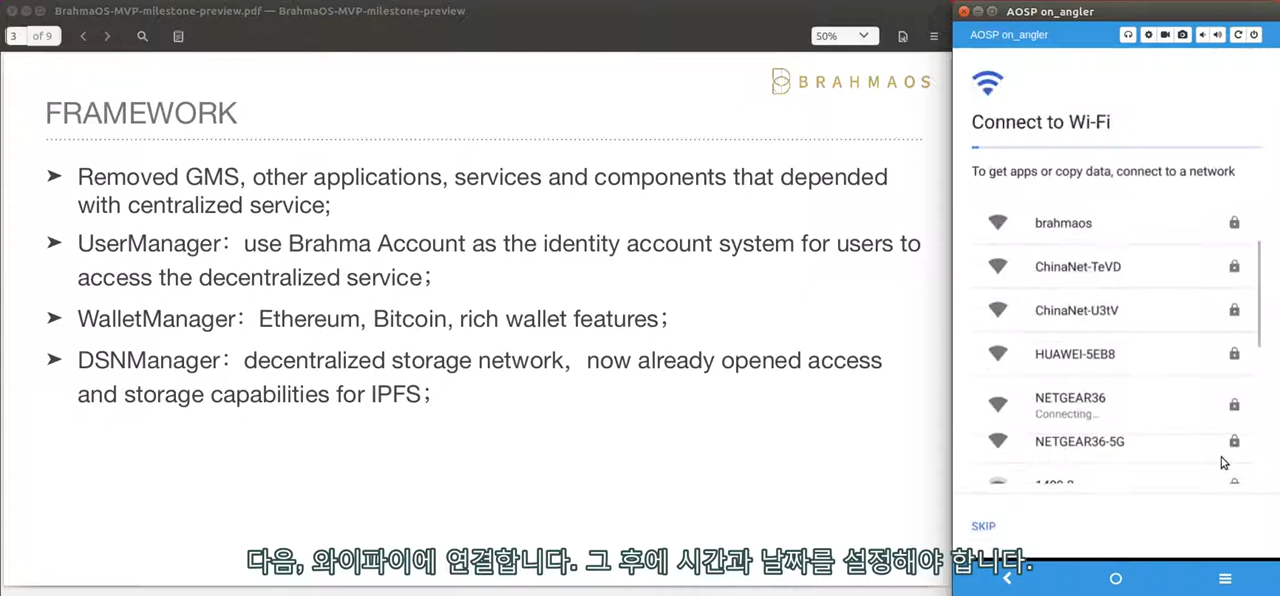 BrahmaOS-MVP-milestone-preview.pdf — BrahmaOS-MVP-milestone-preview
3 of 9
50%
BRAHMAOS
FRAMEWORK
➤ Removed GMS, other applications, services and components that depended
with centralized service;
➤ UserManager： use Brahma Account as the identity account system for users to
access the decentralized service；
➤ WalletManager： Ethereum, Bitcoin, rich wallet features；
➤ DSNManager： decentralized storage network， now already opened access
and storage capabilities for IPFS；
AOSP on_angler
AOSP on_angler
Connect to Wi-Fi
To get apps or copy data, connect to a network
brahmaos
ChinaNet-TeVD
ChinaNet-U3tV
HUAWEI-5EB8
NETGEAR36
Connecting...
NETGEAR36-5G
SKIP
다음, 와이파이에 연결합니다. 그 후에 시간과 날짜를 설정해야 합니다.